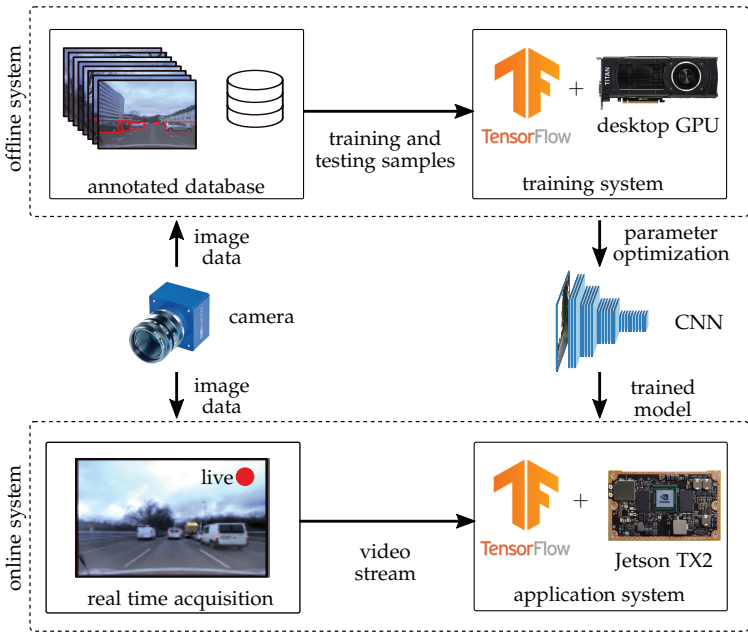 offline system
TITAN
TensorFlow
+
desktop GPU
training and
testing samples
annotated database
training system
image
data
parameter
optimization
camera
CNN
image
data
trained
model
online system
live
TensorFlow
+
video
stream
Jetson TX2
real time acquisition
application system